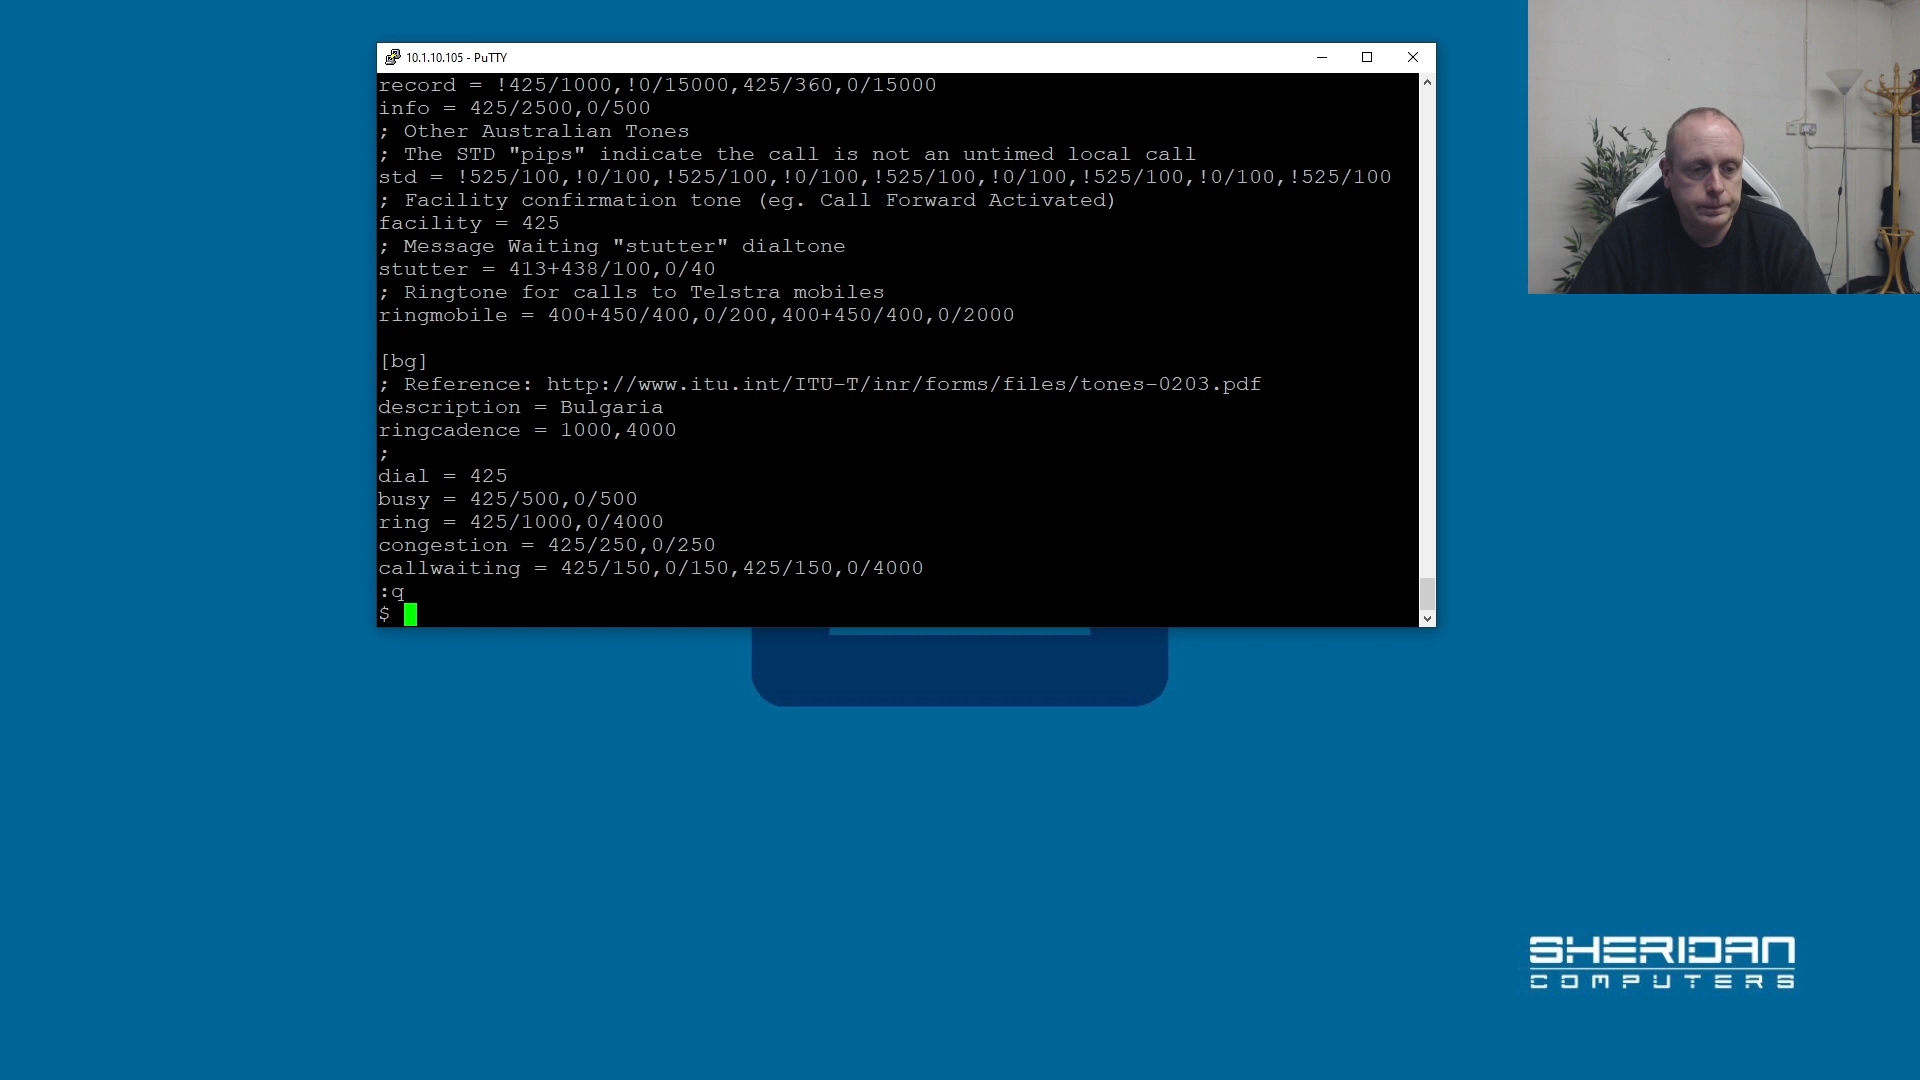 10.1.10.105 - PuTTY
record = !425/1000,!0/15000,425/360,0/15000
info = 425/2500,0/500
; Other Australian Tones
; The STD "pips" indicate the call is not an untimed local call
std = !525/100,!0/100,!525/100,!0/100,!525/100,!0/100,!525/100,!0/100,!525/100
; Facility confirmation tone (eg. Call Forward Activated)
facility = 425
; Message Waiting "stutter" dialtone
stutter = 413+438/100,0/40
; Ringtone for calls to Telstra mobiles
ringmobile = 400+450/400,0/200,400+450/400,0/2000
[bg]
; Reference: http://www.itu.int/ITU-T/inr/forms/files/tones-0203.pdf
description = Bulgaria
ringcadence = 1000,4000
;
dial = 425
busy = 425/500,0/500
ring = 425/1000,0/4000
congestion = 425/250,0/250
callwaiting = 425/150,0/150,425/150,0/4000
:q
$
SHERIDAN
COMPUTERS